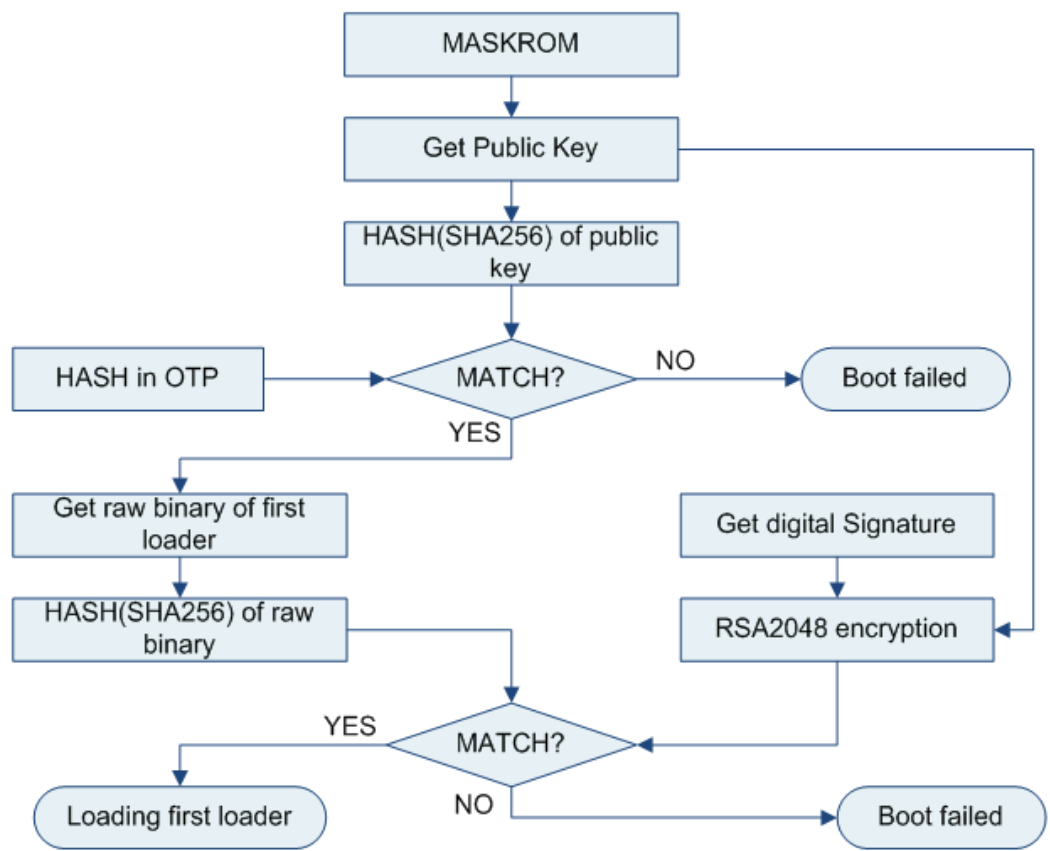 MASKROM
Get Public Key
HASH(SHA256) of public
key
HASH in OTP
MATCH?
NO
Boot failed
YES
Get raw binary of first
loader
Get digital Signature
HASH(SHA256) of raw
binary
RSA2048 encryption
YES
MATCH?
NO
Loading first loader
Boot failed